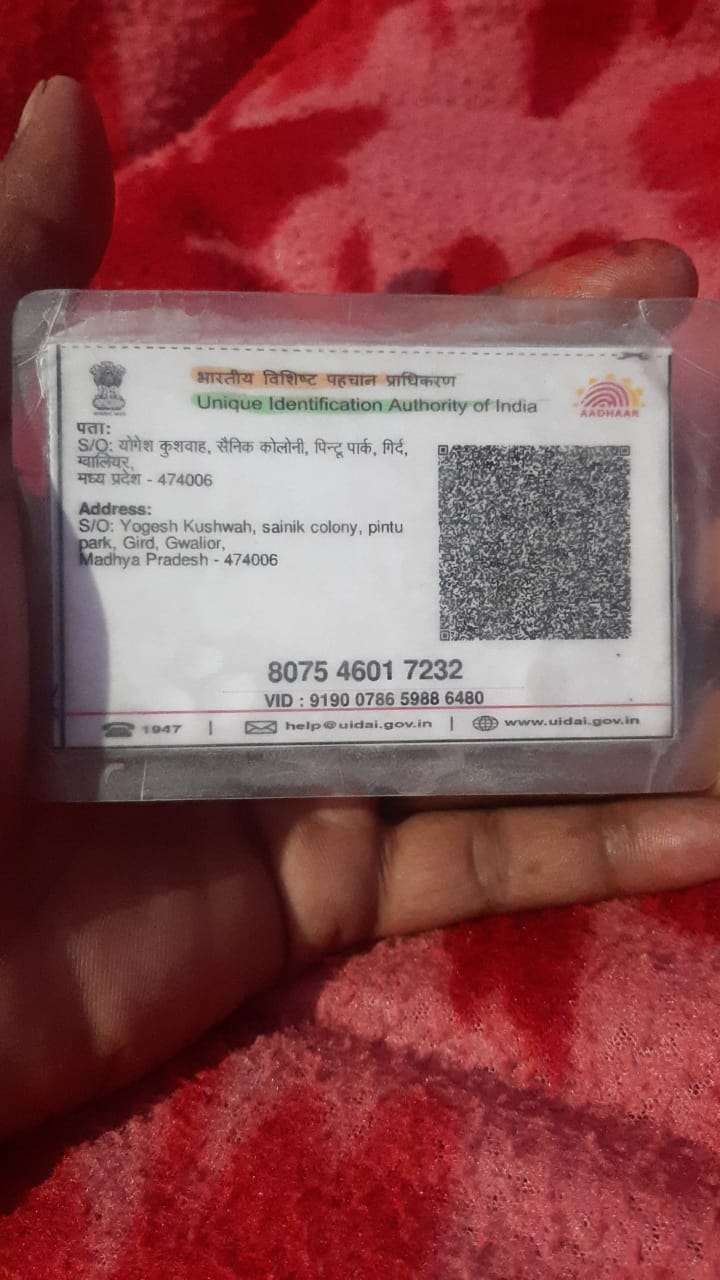 भारतीय विशिष्ट पहचान प्राधिकरण
Unique Identification Authority of India
AADHAAR
पता:
S/O: योगेश कुशवाह, सैनिक कोलोनी, पिन्टू पार्क, गिर्द,
ग्वालियर,
मध्य प्रदेश - 474006
Address:
S/O: Yogesh Kushwah, sainik colony, pintu
park, Gird, Gwalior,
Madhya Pradesh - 474006
8075 4601 7232
VID : 9190 0786 5988 6480
1947 | help@uidai.gov.in | www.uidai.gov.in